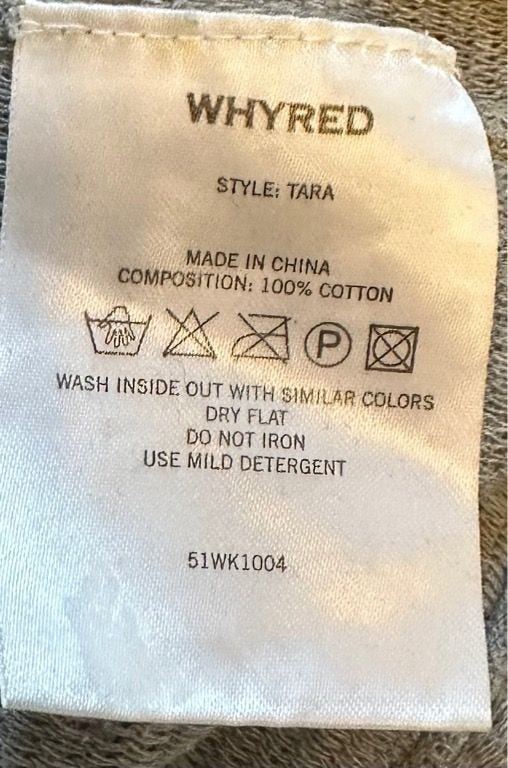 WHYRED
STYLE: TARA
MADE IN CHINA
COMPOSITION: 100% COTTON
P
WASH INSIDE OUT WITH SIMILAR COLORS
DRY FLAT
DO NOT IRON
USE MILD DETERGENT
51WK1004